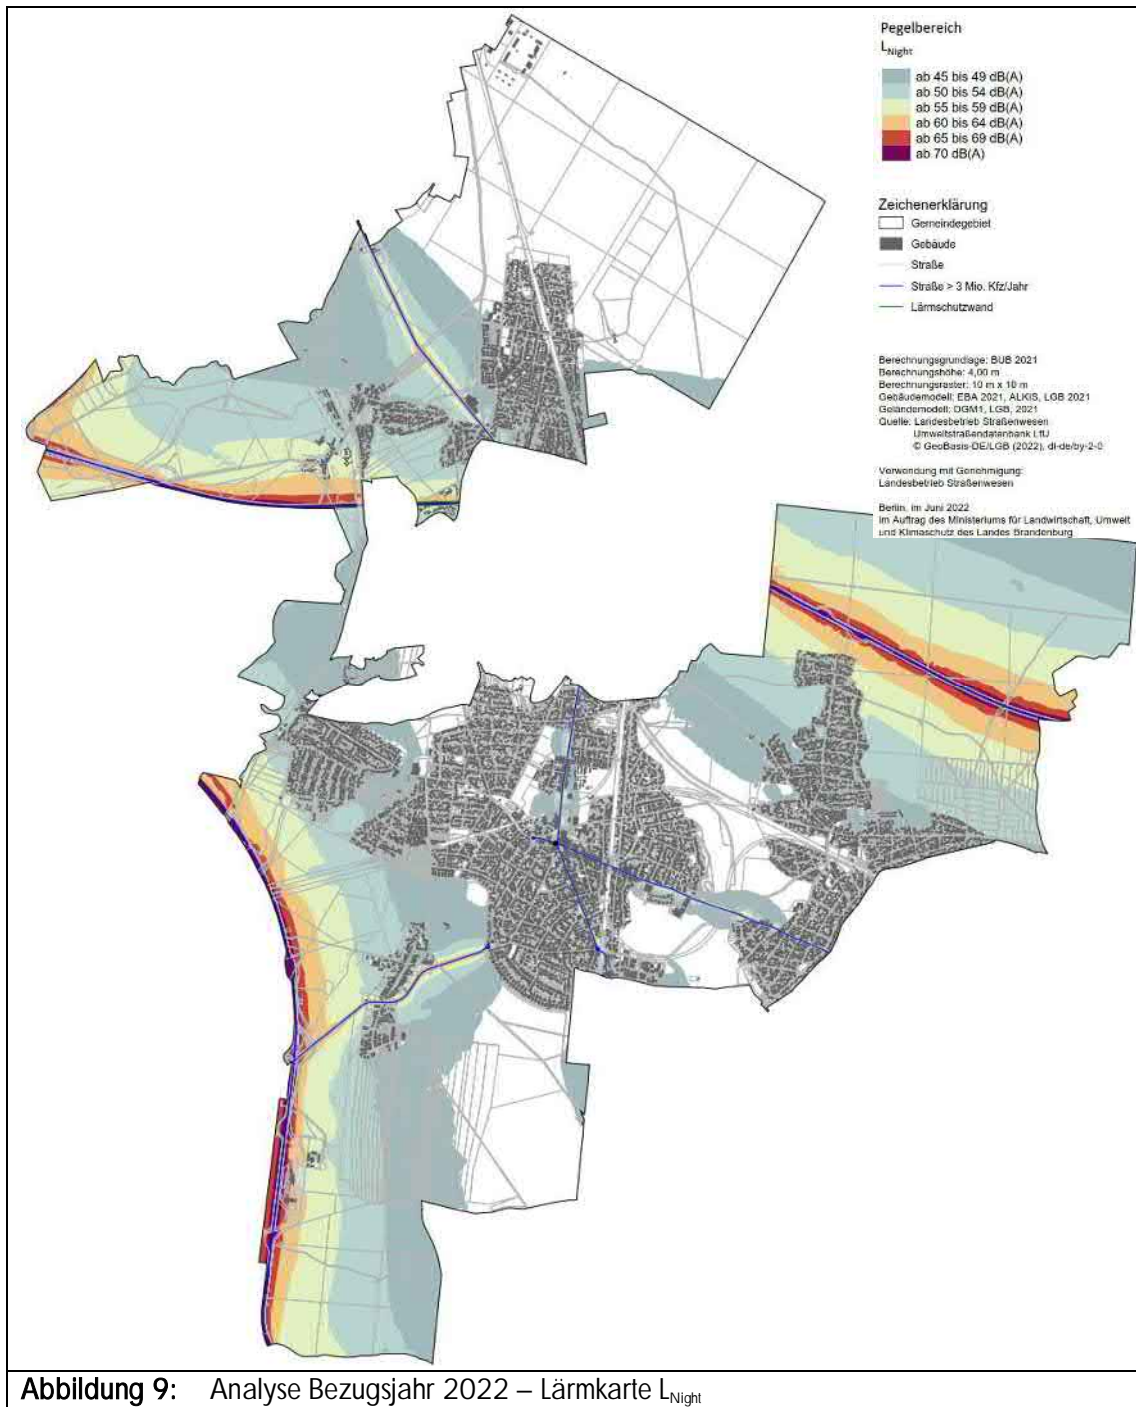 Pegelbereich
LNight
ab 45 bis 49 dB(A)
ab 50 bis 54 dB(A)
ab 55 bis 59 dB(A)
ab 60 bis 64 dB(A)
ab 65 bis 69 dB(A)
ab 70 dB(A)
Zeichenerklärung
Gemeindegebiet
Gebäude
Straße
Straße > 3 Mio. Kfz/Jahr
Lärmschutzwand
Berechnungsgrundlage: BUB 2021
Berechnungshöhe: 4,00 m
Berechnungsraster: 10 m x 10 m
Gebäudemodell: EBA 2021, ALKIS, LGB 2021
Geländemodell: DGM1, LGB, 2021
Quelle: Landesbetrieb Straßenwesen
Umweltstraßendatenbank LfU
© GeoBasis-DE/LGB (2022), dl-de/by-2-0
Verwendung mit Genehmigung:
Landesbetrieb Straßenwesen
Berlin, im Juni 2022
im Auftrag des Ministeriums für Landwirtschaft, Umwelt
und Klimaschutz des Landes Brandenburg
Abbildung 9: Analyse Bezugsjahr 2022 – Lärmkarte LNight